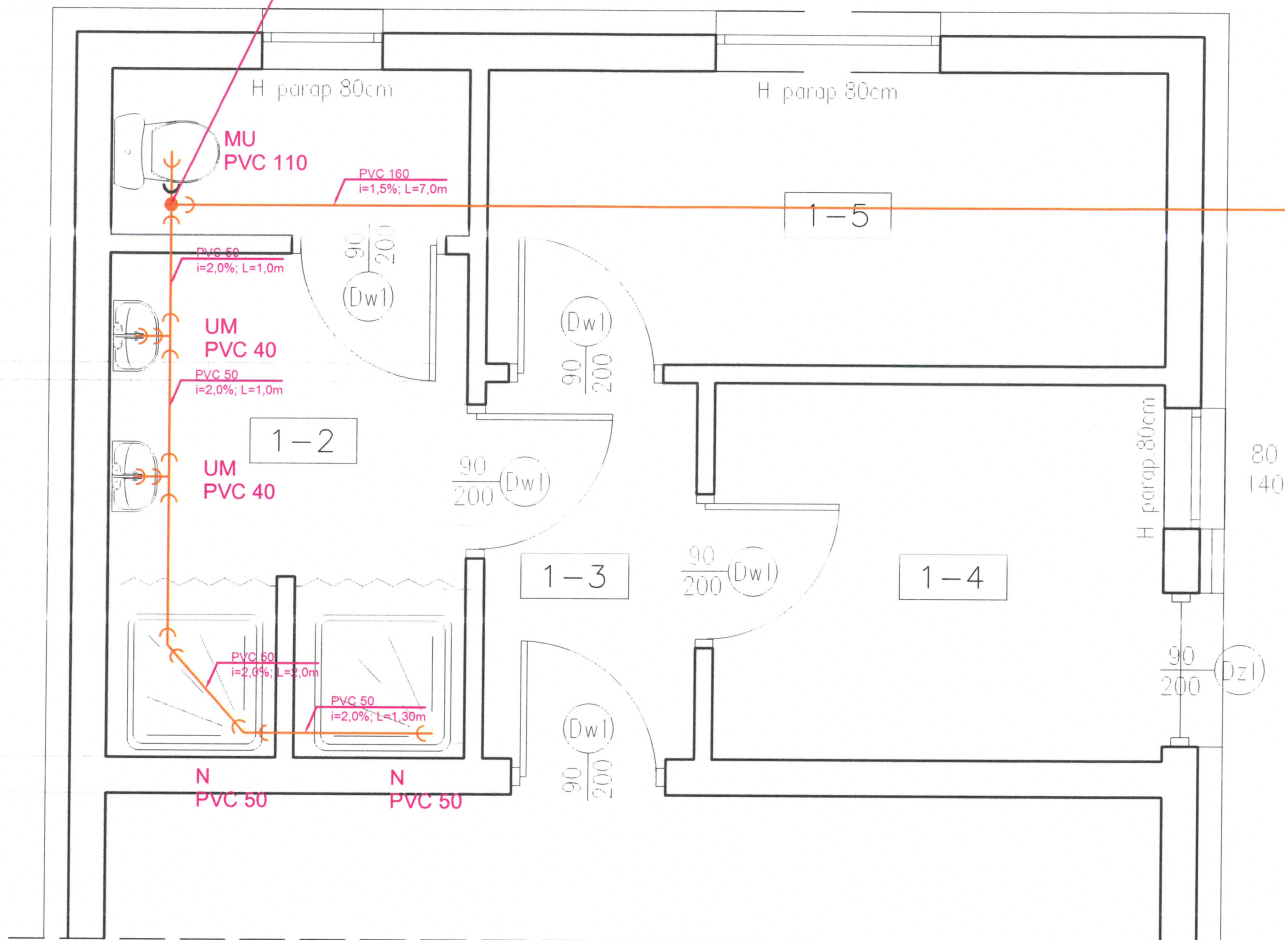 H parap.80cm
H parap.80cm
MU
PVC 110
PVC 160
i=1,5%; L=7,0m
1-5
PVC 50
i=2,0%; L=1,0m
90
200
(Dw1)
UM
PVC 40
(Dw1)
90
200
PVC 50
i=2,0%; L=1,0m
1-2
H parap.80cm
80
140
UM
PVC 40
90
200
(Dw1)
1-3
90
200
(Dw1)
1-4
PVC 50
i=2,0%; L=2,0m
90
200
(Dz1)
PVC 50
i=2,0%; L=1,30m
(Dw1)
90
200
N
PVC 50
N
PVC 50